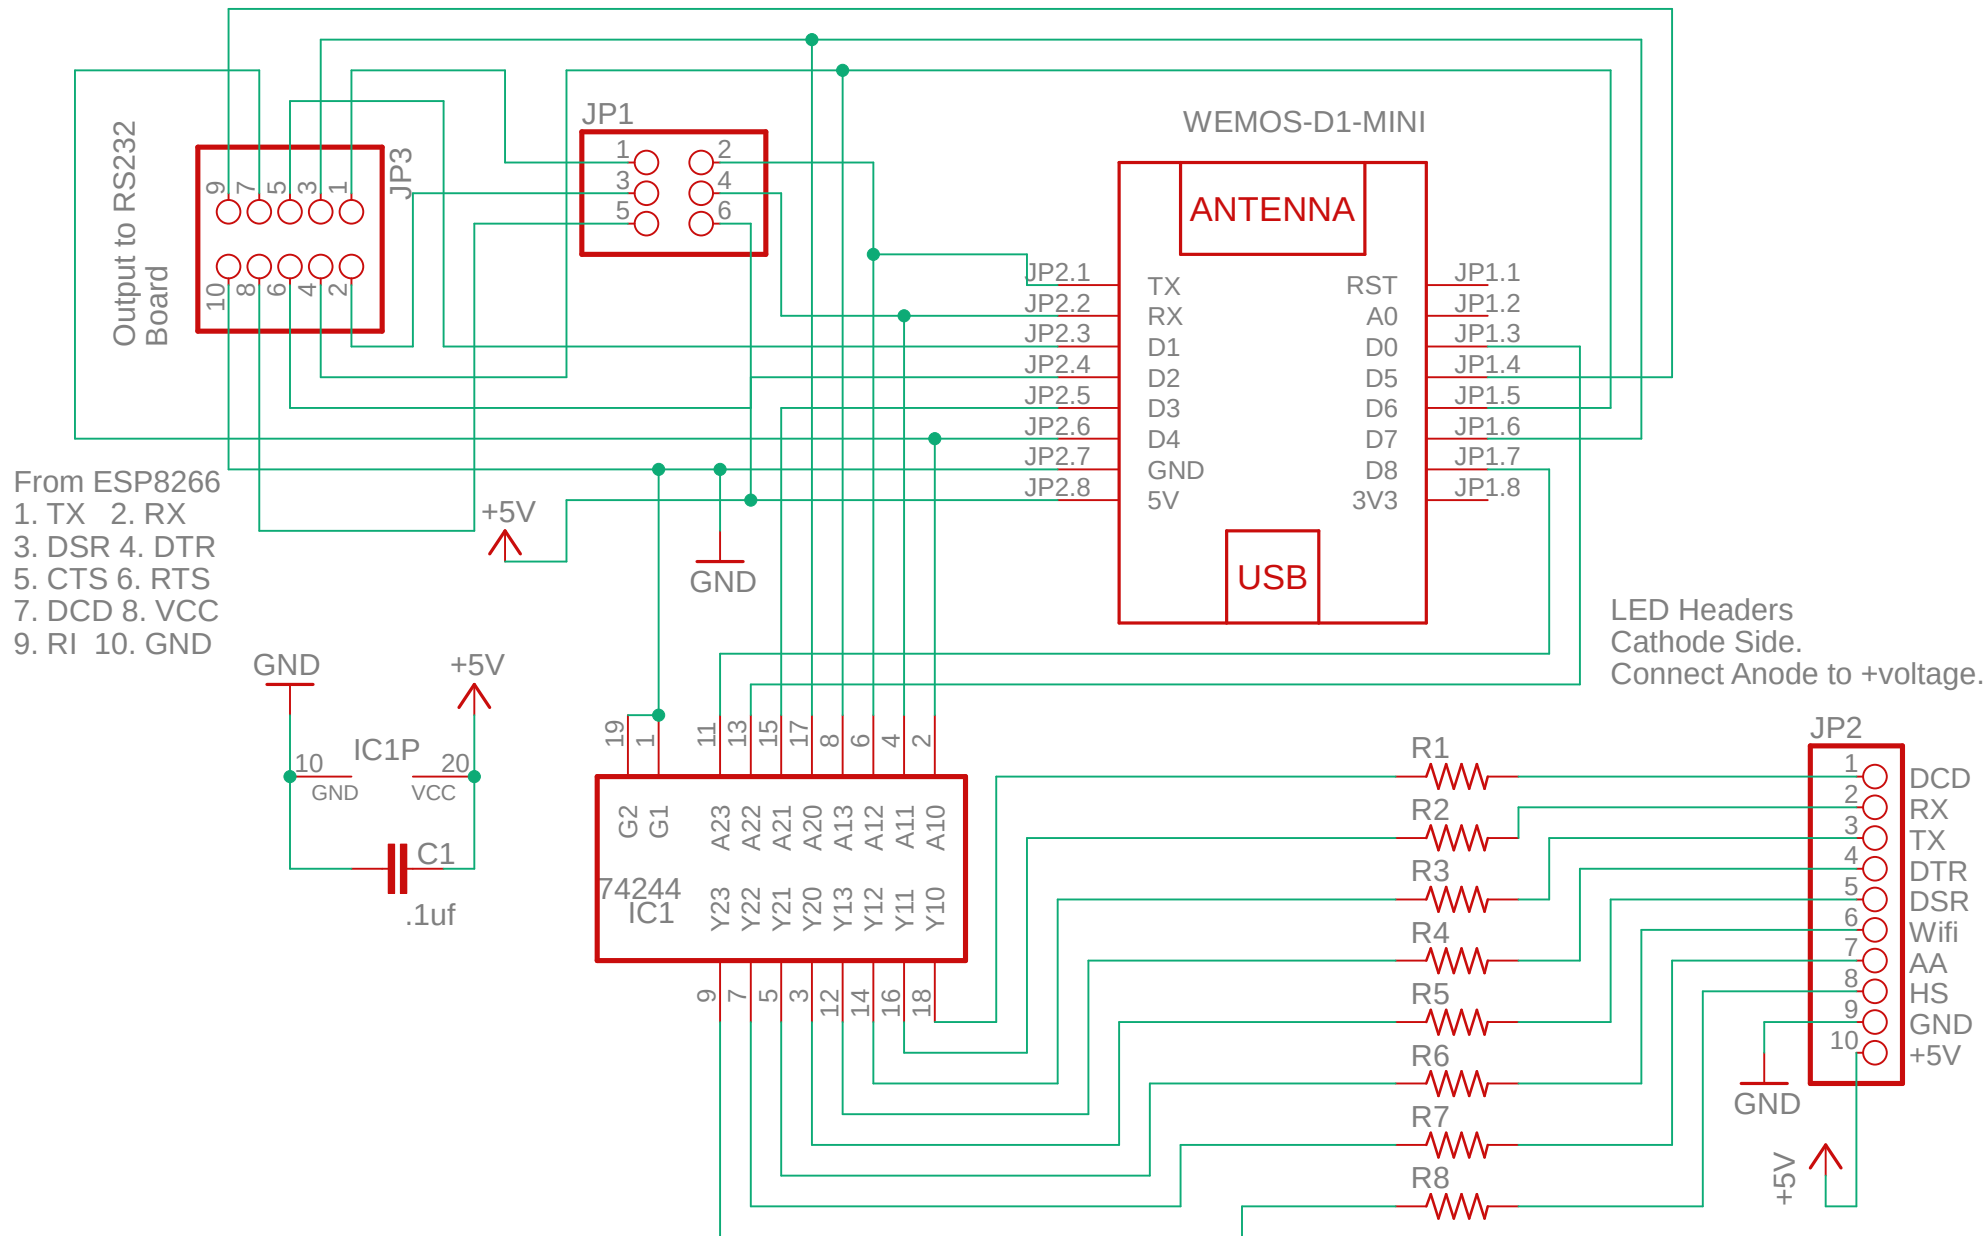 JP1
WEMOS-D1-MINI
Output to RS232
Board
JP3
9 7 5 3 1
10 8 6 4 2
1 2
3 4
5 6
ANTENNA
JP2.1 TX RST JP1.1
JP2.2 RX A0 JP1.2
JP2.3 D1 D0 JP1.3
JP2.4 D2 D5 JP1.4
JP2.5 D3 D6 JP1.5
JP2.6 D4 D7 JP1.6
JP2.7 GND D8 JP1.7
JP2.8 5V 3V3 JP1.8
USB
From ESP8266
1. TX 2. RX
3. DSR 4. DTR
5. CTS 6. RTS
7. DCD 8. VCC
9. RI 10. GND
+5V
GND
GND
+5V
IC1P
10 20
GND VCC
C1
.1uf
LED Headers
Cathode Side.
Connect Anode to +voltage.
19 1 11 13 15 17 8 6 4 2
G2 G1 A23 A22 A21 A20 A13 A12 A11 A10
74244
IC1
Y23 Y22 Y21 Y20 Y13 Y12 Y11 Y10
9 7 5 3 12 14 16 18
R1
R2
R3
R4
R5
R6
R7
R8
JP2
1 DCD
2 RX
3 TX
4 DTR
5 DSR
6 Wifi
7 AA
8 HS
9 GND
10 +5V
GND
+5V